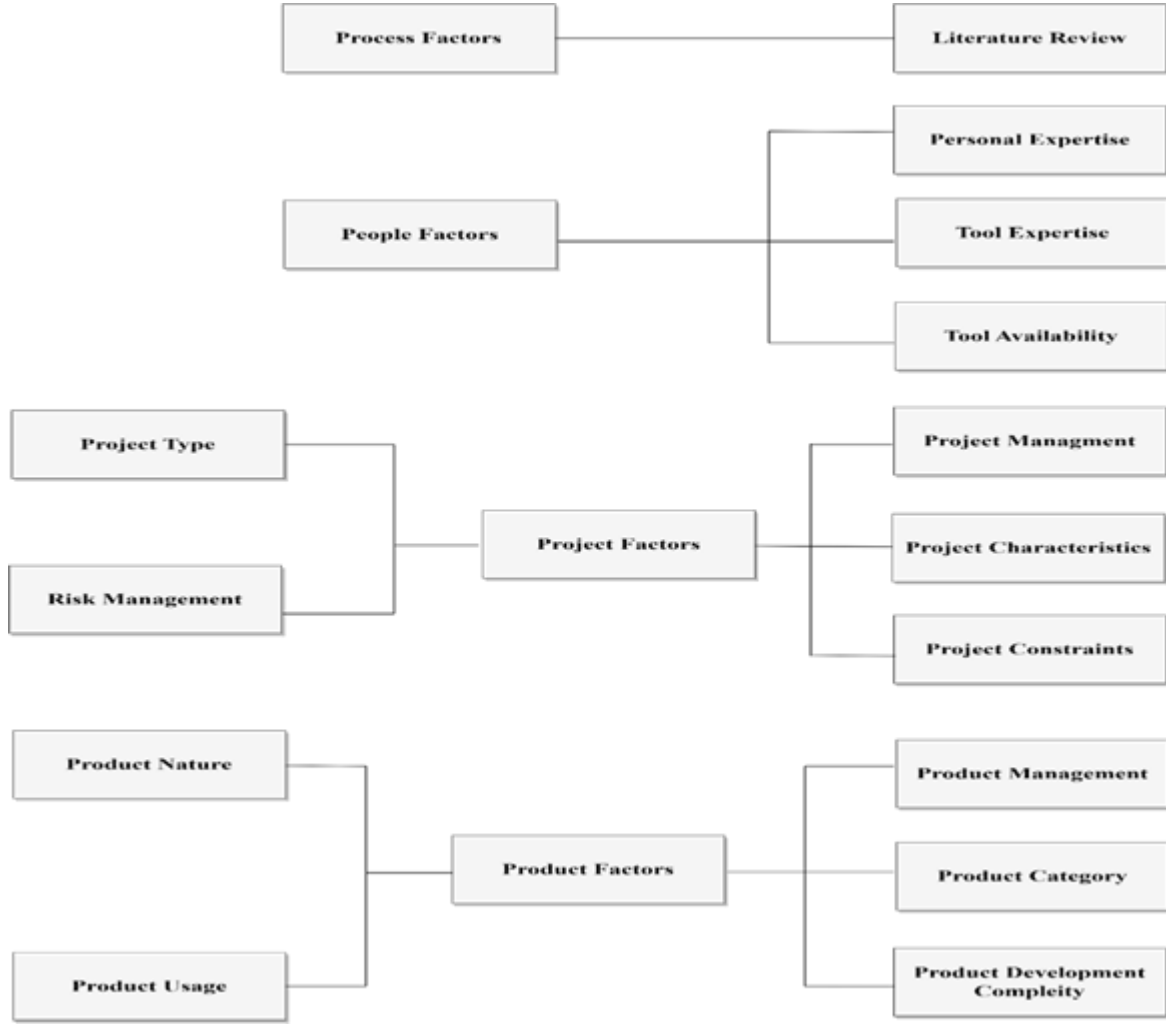 Process Factors
Literature Review
Personal Expertise
People Factors
Tool Expertise
Tool Availability
Project Type
Project Managment
Project Factors
Project Characteristics
Risk Management
Project Constraints
Product Nature
Product Management
Product Factors
Product Category
Product Usage
Product Development
Compleity